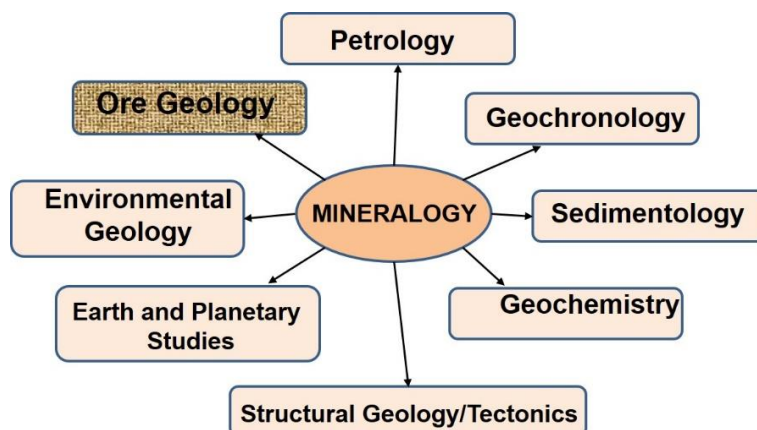 Petrology
Ore Geology
Geochronology
Environmental
Geology
MINERALOGY
Sedimentology
Earth and Planetary
Studies
Geochemistry
Structural Geology/Tectonics